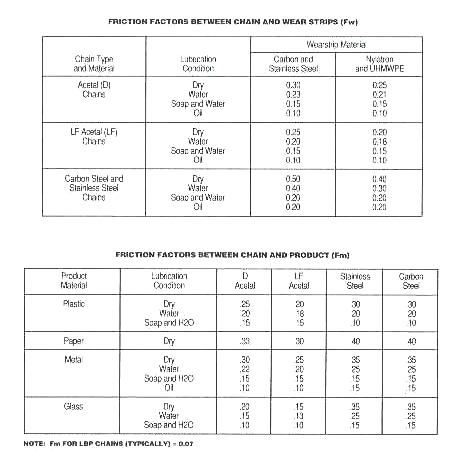 FRICTION FACTORS BETWEEN CHAIN AND WEAR STRIPS (Fw)
Wearstrip Material
Chain Type and Material Lubrication Condition Carbon and Stainless Steel Nylatron and UHMWPE
Acetal (D) Dry 0.30 0.25
Chains Water 0.23 0.21
Soap and Water 0.15 0.15
Oil 0.10 0.10
LF Acetal (LF) Dry 0.25 0.20
Chains Water 0.20 0.18
Soap and Water 0.15 0.15
Oil 0.10 0.10
Carbon Steel and Dry 0.50 0.40
Stainless Steel Water 0.40 0.30
Chains Soap and Water 0.20 0.20
Oil 0.20 0.20
FRICTION FACTORS BETWEEN CHAIN AND PRODUCT (Fm)
Product Lubrication D LF Stainless Carbon
Material Condition Acetal Acetal Steel Steel
Plastic Dry .25 20 30 30
Water 20 18 20 20
Soap and H2O .15 15 .10 10
Paper Dry .33 30 40 40
Metal Dry .30 25 35 35
Water .22 20 25 25
Soap and H2O .15 15 15 15
Oil .10 10 15 15
Glass Dry .20 15 .35 35
Water .15 .13 25 25
Soap and H2O .10 10 15 15
NOTE: Fm FOR LBP CHAINS (TYPICALLY) = 0.07